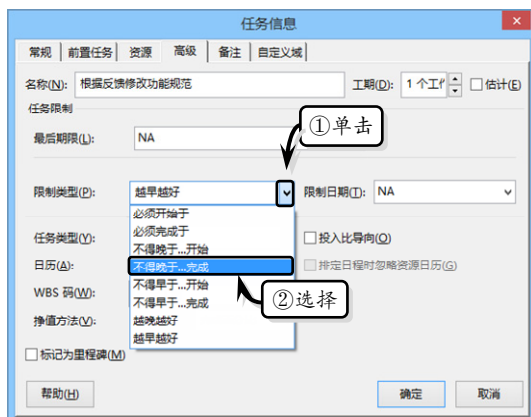 任务信息
常规 前置任务 资源 高级 备注 自定义域
名称(N): 根据反馈修改功能规范 工期(D): 1 个工作 估计(E)
任务限制
最后期限(L): NA
①单击
限制类型(P): 越早越好 限制日期(T): NA
必须开始于
必须完成于
任务类型(Y): 不得晚于...开始 投入比导向(O)
日历(A): 不得晚于...完成 排定日程时忽略资源日历(G)
WBS 码(W): 不得早于...开始
不得早于...完成
②选择
挣值方法(V): 越晚越好
越早越好
标记为里程碑(M)
帮助(H) 确定 取消